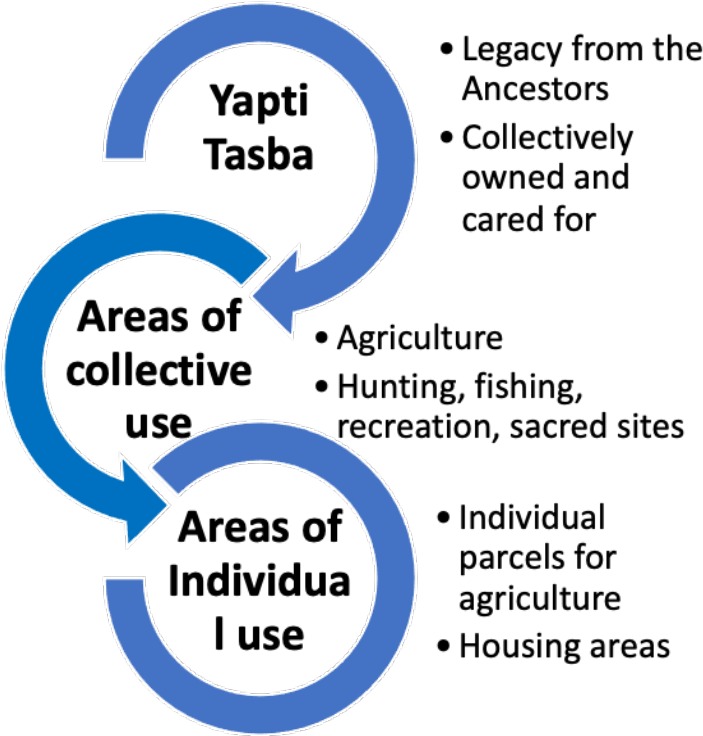 Yapti
Tasba
• Legacy from the
Ancestors
• Collectively
owned and
cared for
Areas of
collective
use
• Agriculture
• Hunting, fishing,
recreation, sacred sites
Areas of
Individua
l use
• Individual
parcels for
agriculture
• Housing areas